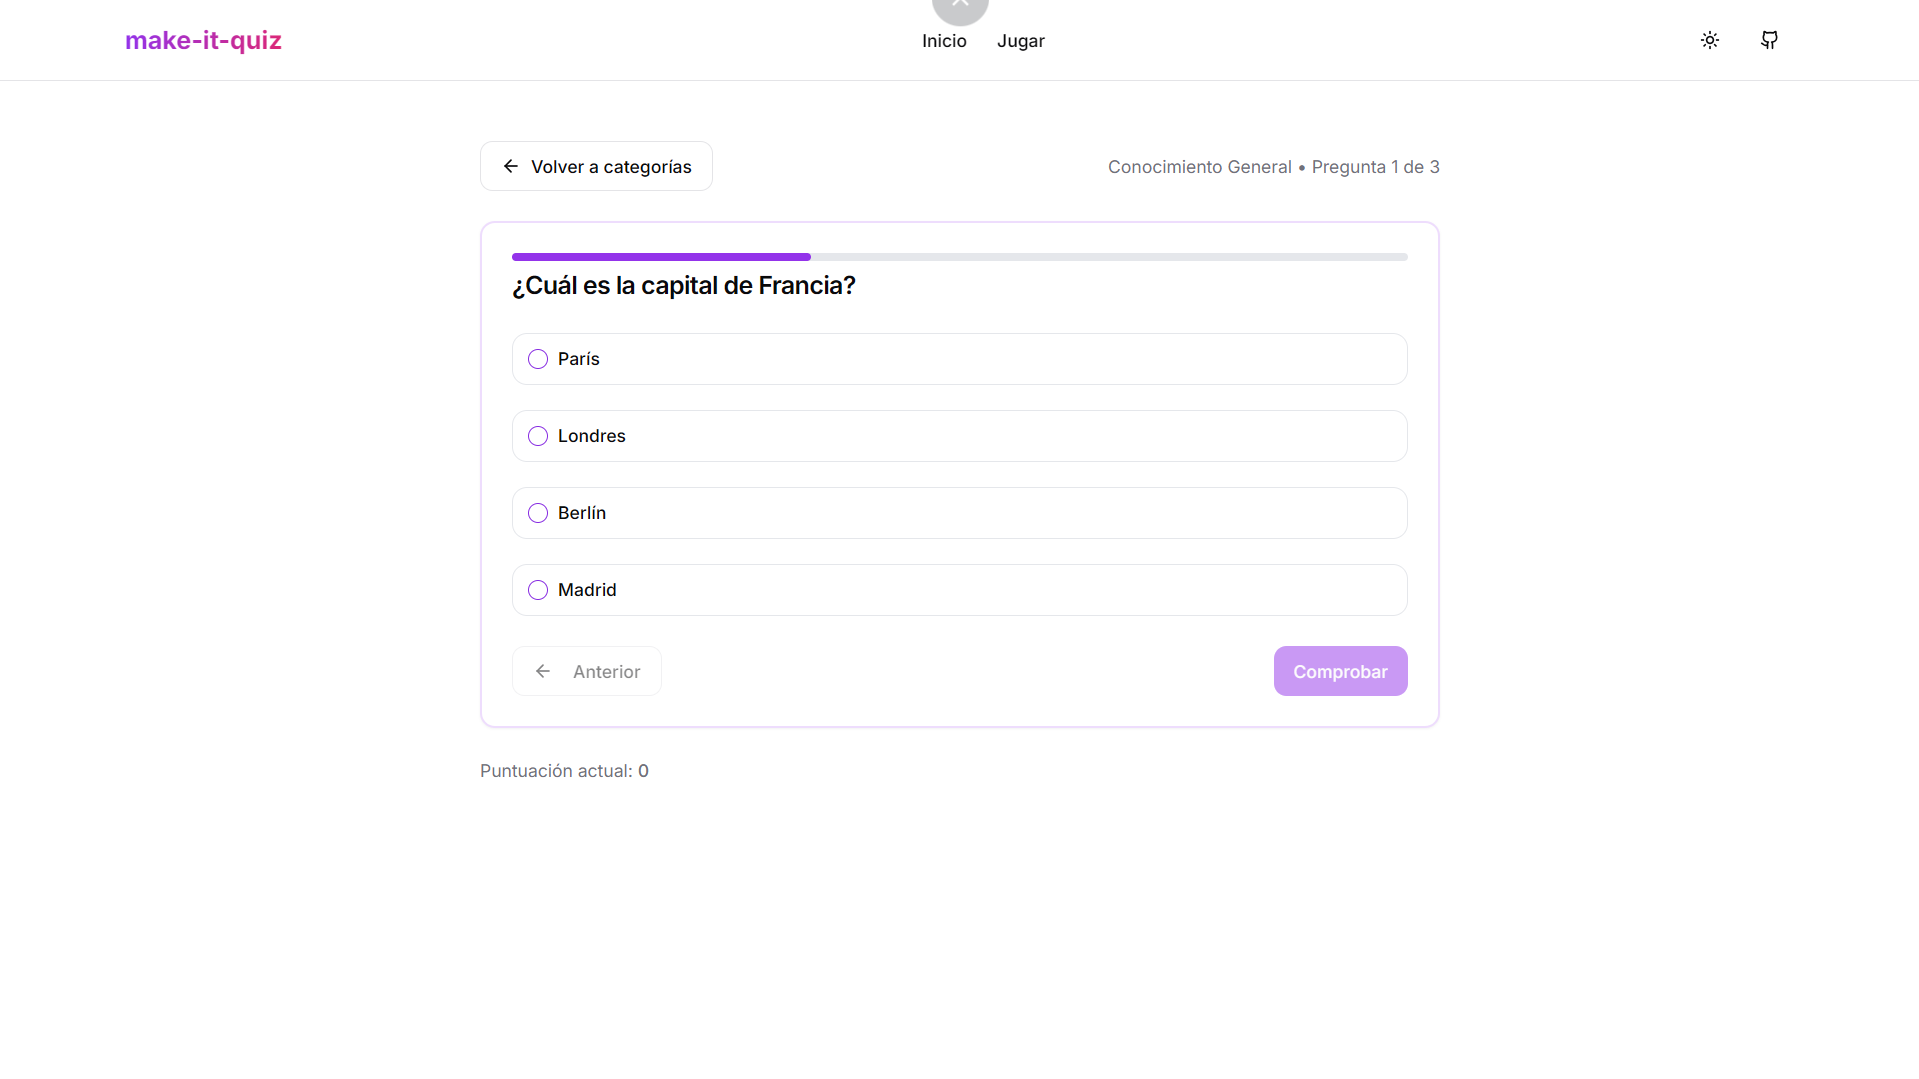 make-it-quiz
Inicio
Jugar
Volver a categorías
Conocimiento General • Pregunta 1 de 3
¿Cuál es la capital de Francia?
París
Londres
Berlín
Madrid
Anterior
Comprobar
Puntuación actual: 0